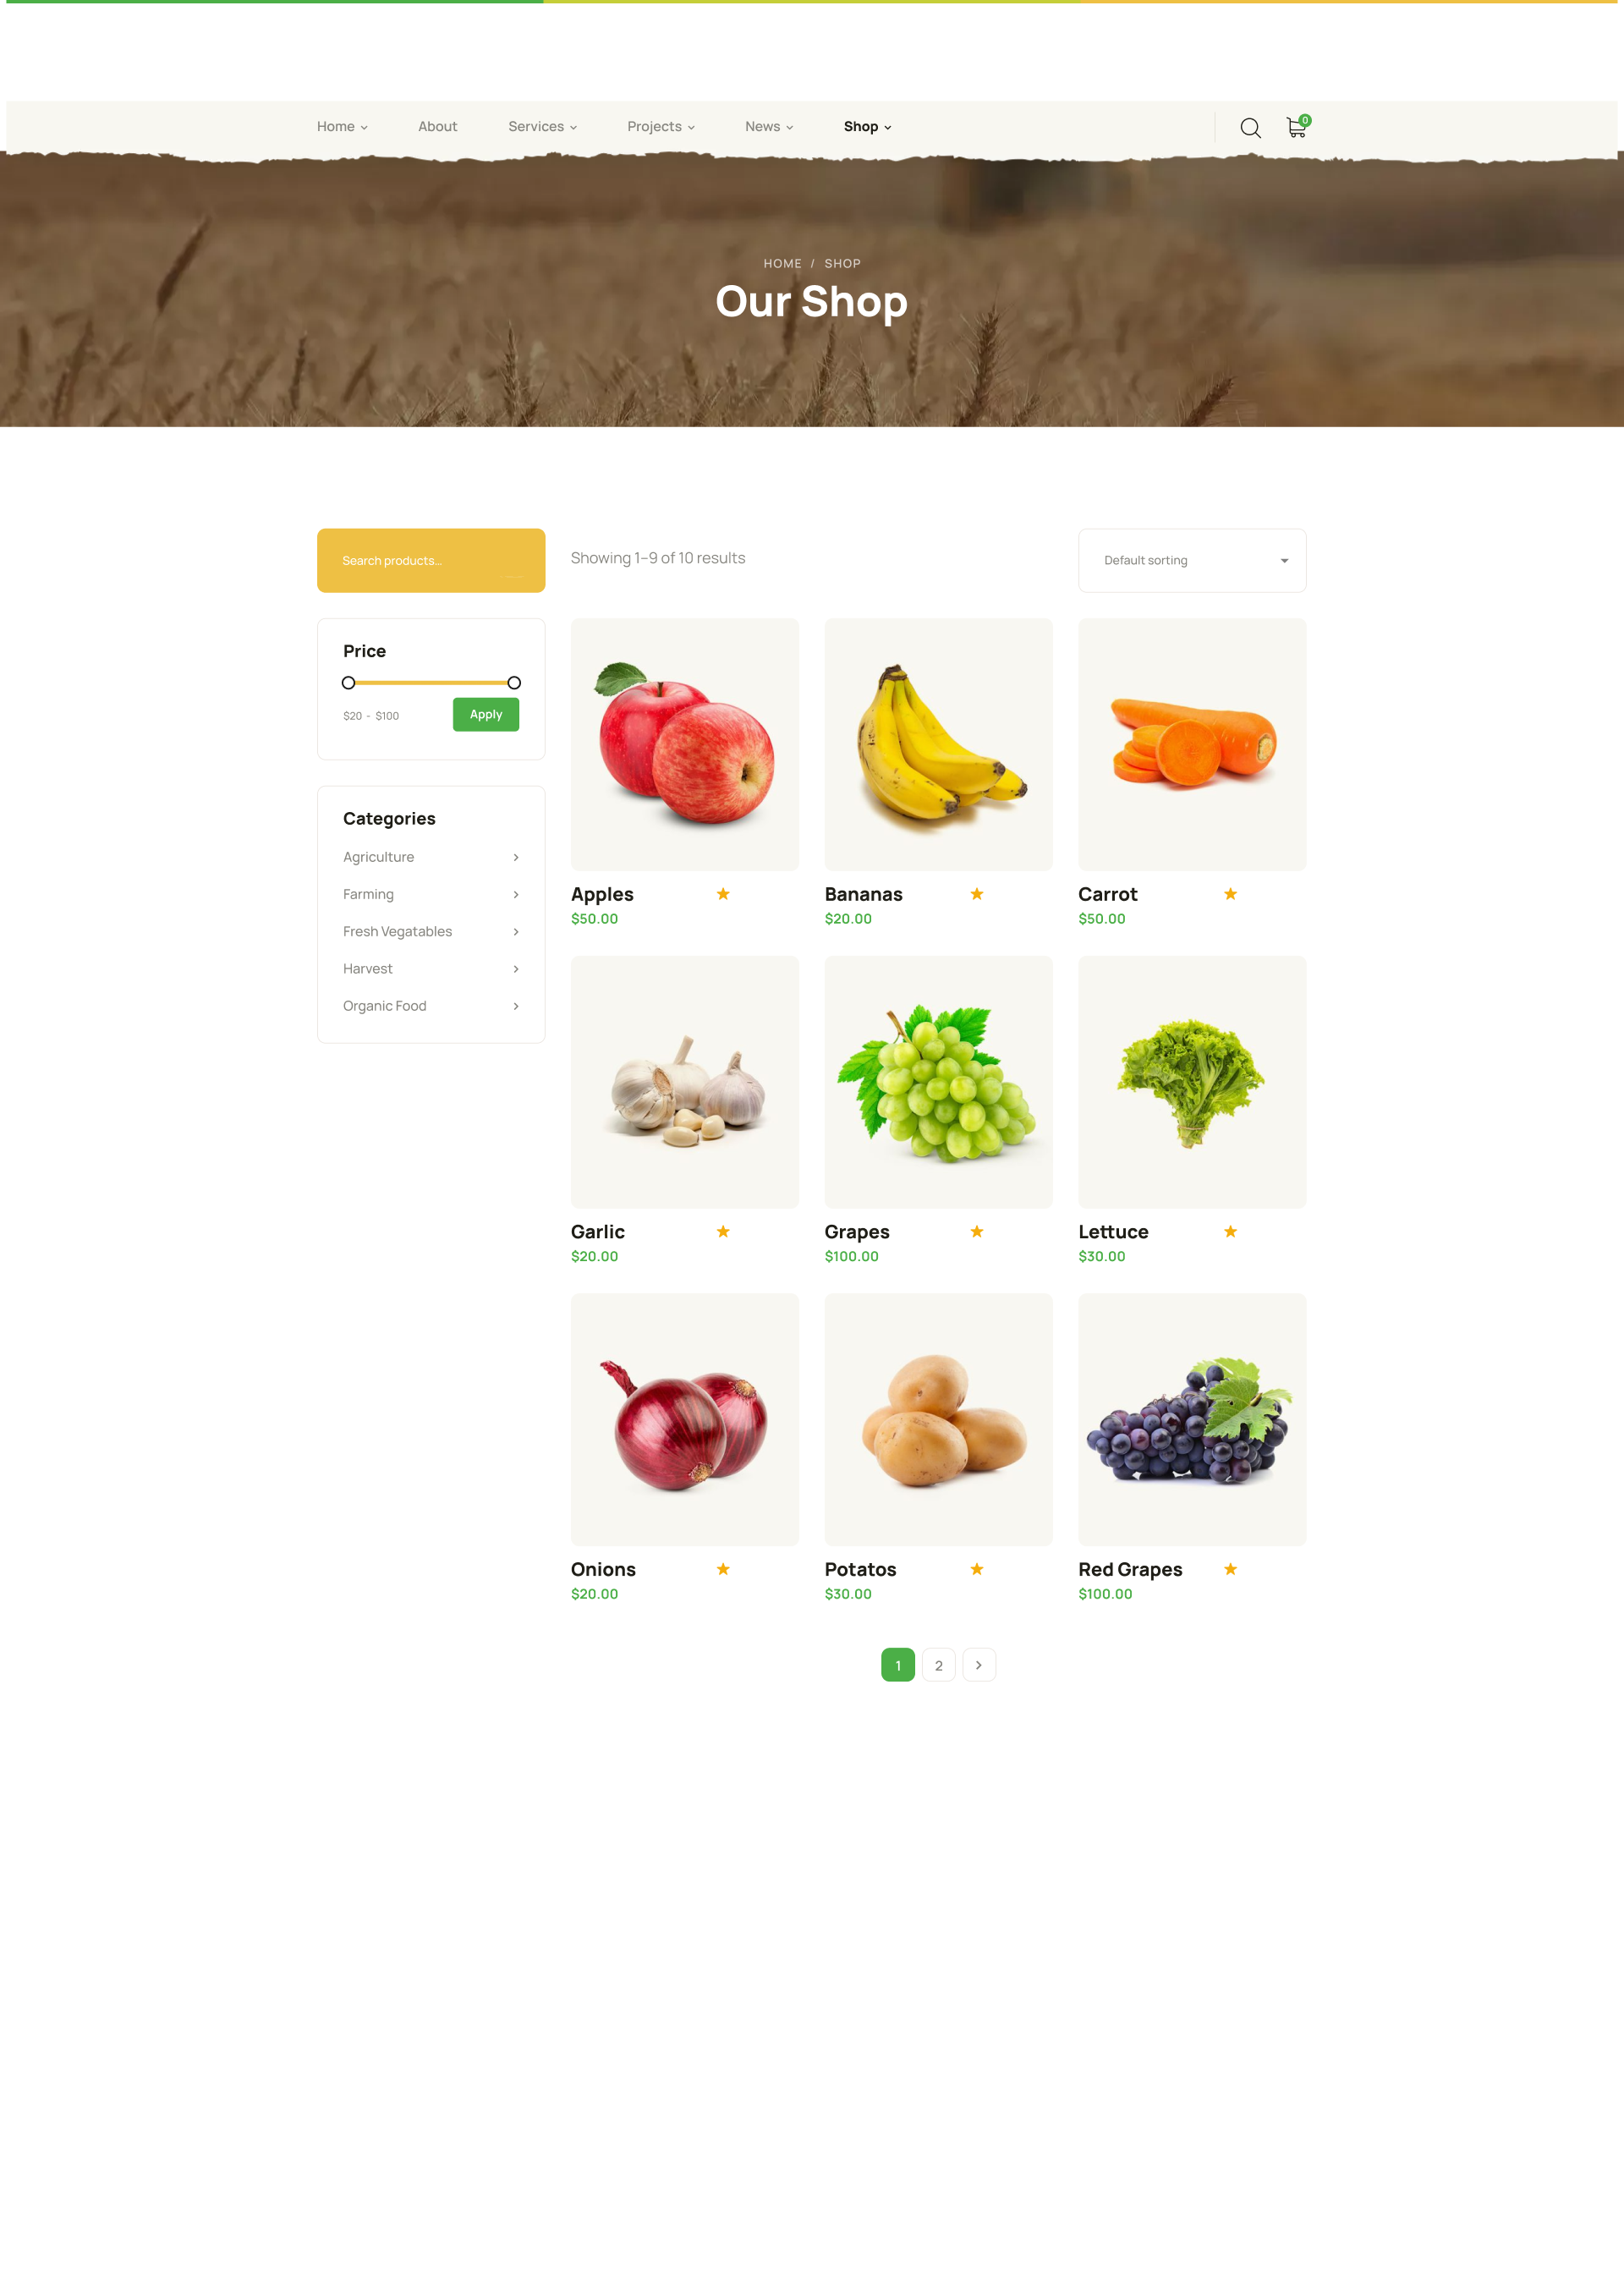 Home
About
Services
Projects
News
Shop
0
HOME / SHOP
Our Shop
Search products…
Showing 1–9 of 10 results
Default sorting
Price
$20 - $100
Apply
Categories
Agriculture
Farming
Fresh Vegatables
Harvest
Organic Food
Apples
$50.00
Bananas
$20.00
Carrot
$50.00
Garlic
$20.00
Grapes
$100.00
Lettuce
$30.00
Onions
$20.00
Potatos
$30.00
Red Grapes
$100.00
1
2